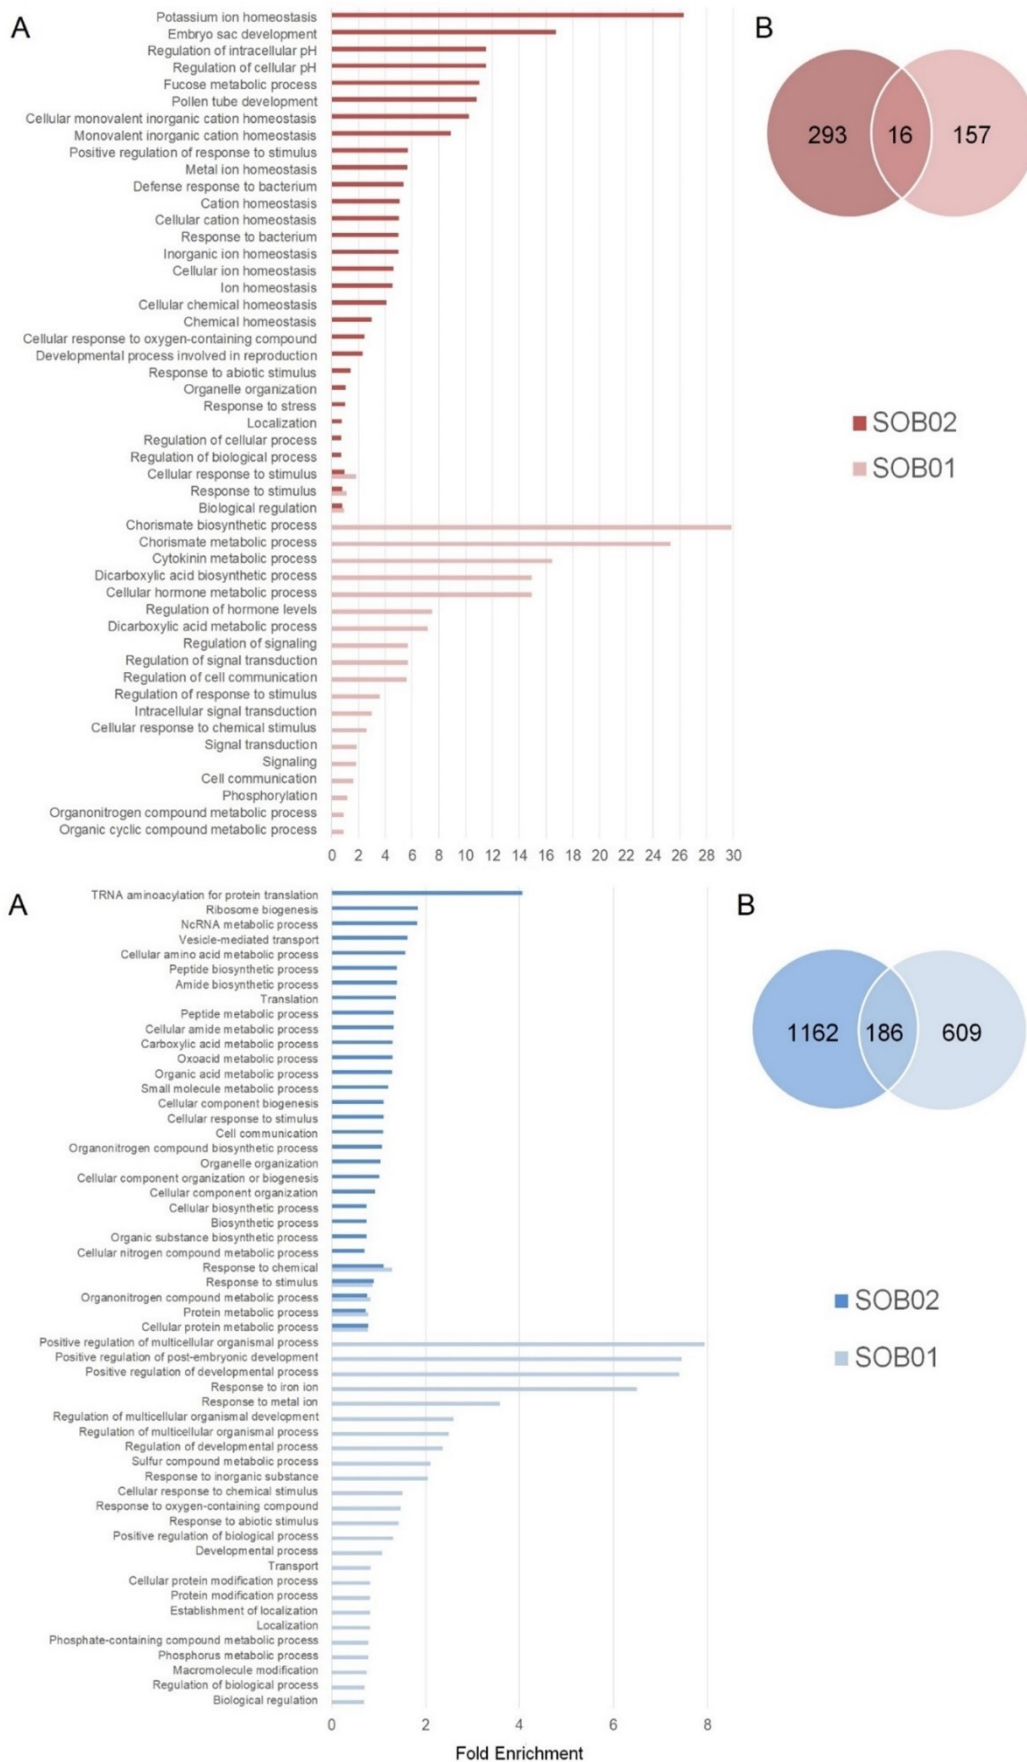 A
Potassium ion homeostasis
Embryo sac development
Regulation of intracellular pH
Regulation of cellular pH
Fucose metabolic process
Pollen tube development
Cellular monovalent inorganic cation homeostasis
Monovalent inorganic cation homeostasis
Positive regulation of response to stimulus
Metal ion homeostasis
Defense response to bacterium
Cation homeostasis
Cellular cation homeostasis
Response to bacterium
Inorganic ion homeostasis
Cellular ion homeostasis
Ion homeostasis
Cellular chemical homeostasis
Chemical homeostasis
Cellular response to oxygen-containing compound
Developmental process involved in reproduction
Response to abiotic stimulus
Organelle organization
Response to stress
Localization
Regulation of cellular process
Regulation of biological process
Cellular response to stimulus
Response to stimulus
Biological regulation
Chorismate biosynthetic process
Chorismate metabolic process
Cytokinin metabolic process
Dicarboxylic acid biosynthetic process
Cellular hormone metabolic process
Regulation of hormone levels
Dicarboxylic acid metabolic process
Regulation of signaling
Regulation of signal transduction
Regulation of cell communication
Regulation of response to stimulus
Intracellular signal transduction
Cellular response to chemical stimulus
Signal transduction
Signaling
Cell communication
Phosphorylation
Organonitrogen compound metabolic process
Organic cyclic compound metabolic process
0 2 4 6 8 10 12 14 16 18 20 22 24 26 28 30
B
293 16 157
SOB02
SOB01
A
TRNA aminoacylation for protein translation
Ribosome biogenesis
NcRNA metabolic process
Vesicle-mediated transport
Cellular amino acid metabolic process
Peptide biosynthetic process
Amide biosynthetic process
Translation
Peptide metabolic process
Cellular amide metabolic process
Carboxylic acid metabolic process
Oxoacid metabolic process
Organic acid metabolic process
Small molecule metabolic process
Cellular component biogenesis
Cellular response to stimulus
Cell communication
Organonitrogen compound biosynthetic process
Organelle organization
Cellular component organization or biogenesis
Cellular component organization
Cellular biosynthetic process
Biosynthetic process
Organic substance biosynthetic process
Cellular nitrogen compound metabolic process
Response to chemical
Response to stimulus
Organonitrogen compound metabolic process
Protein metabolic process
Cellular protein metabolic process
Positive regulation of multicellular organismal process
Positive regulation of post-embryonic development
Positive regulation of developmental process
Response to iron ion
Response to metal ion
Regulation of multicellular organismal development
Regulation of multicellular organismal process
Regulation of developmental process
Sulfur compound metabolic process
Response to inorganic substance
Cellular response to chemical stimulus
Response to oxygen-containing compound
Response to abiotic stimulus
Positive regulation of biological process
Developmental process
Transport
Cellular protein modification process
Protein modification process
Establishment of localization
Localization
Phosphate-containing compound metabolic process
Phosphorus metabolic process
Macromolecule modification
Regulation of biological process
Biological regulation
0 2 4 6 8
Fold Enrichment
B
1162 186 609
SOB02
SOB01